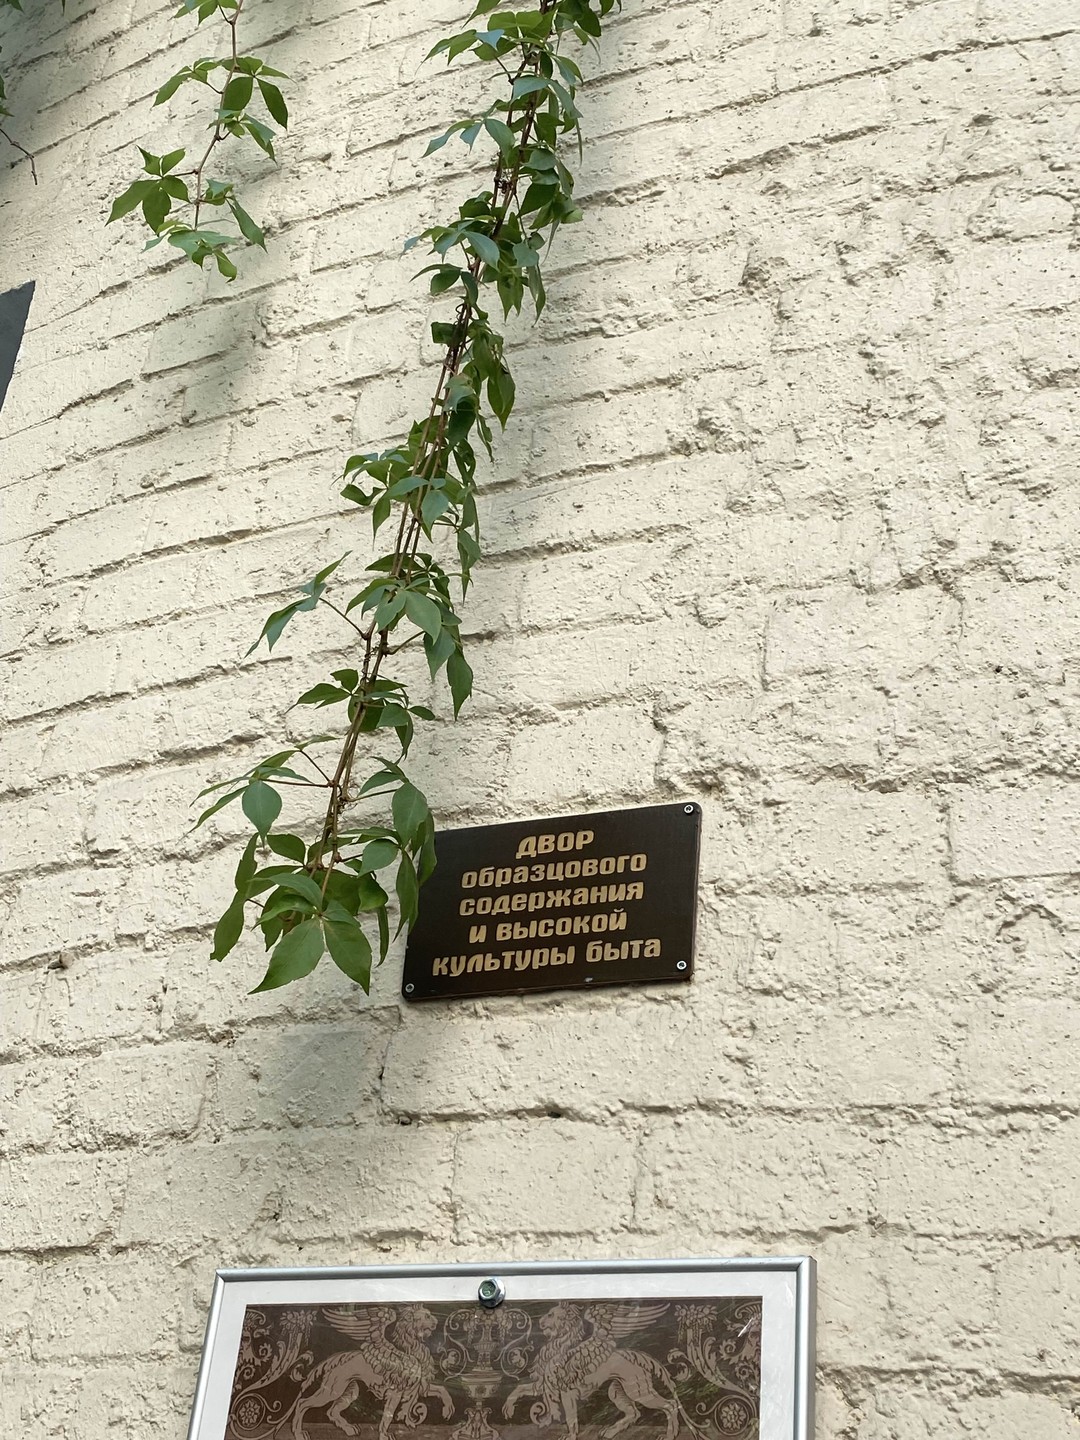 ДВОР
образцового
содержания
и высокой
культуры быта